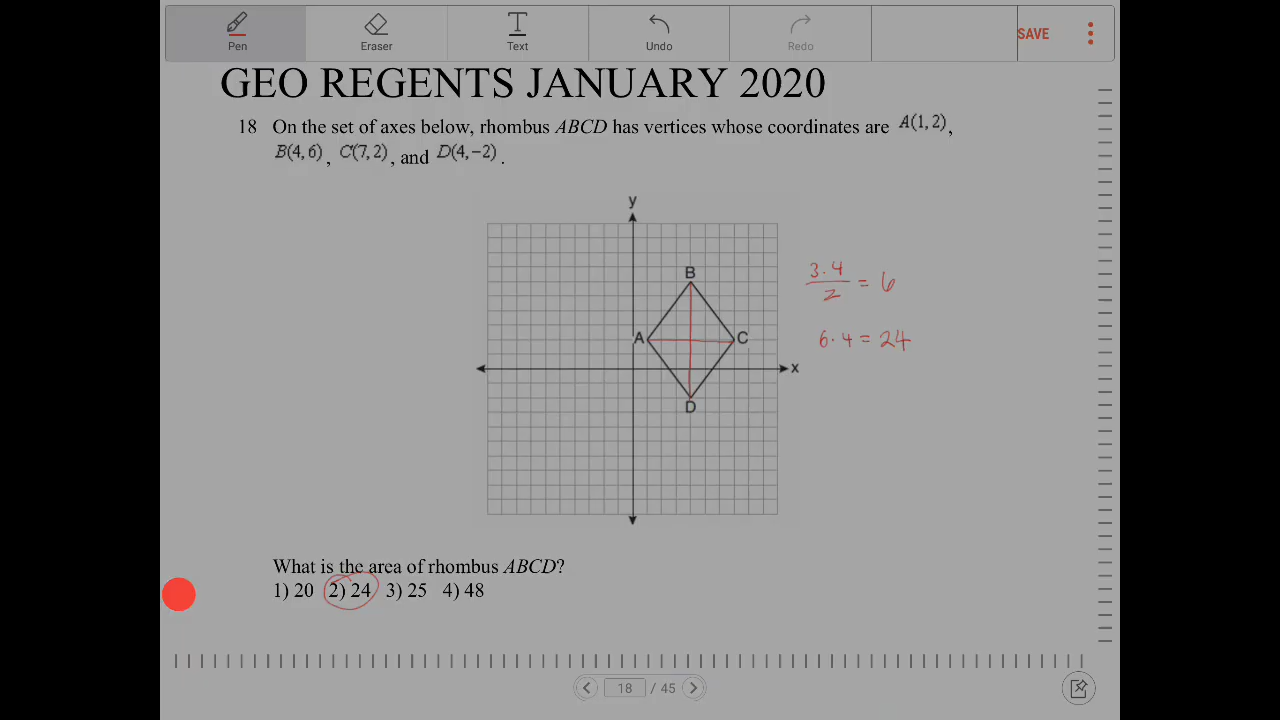 Pen
Eraser
Text
Undo
Redo
SAVE
GEO REGENTS JANUARY 2020
18 On the set of axes below, rhombus ABCD has vertices whose coordinates are A(1, 2),
B(4, 6), C(7, 2), and D(4, −2).
y
B
A
C
x
D
3·4/2 = 6
6·4 = 24
What is the area of rhombus ABCD?
1) 20 2) 24 3) 25 4) 48
18 / 45